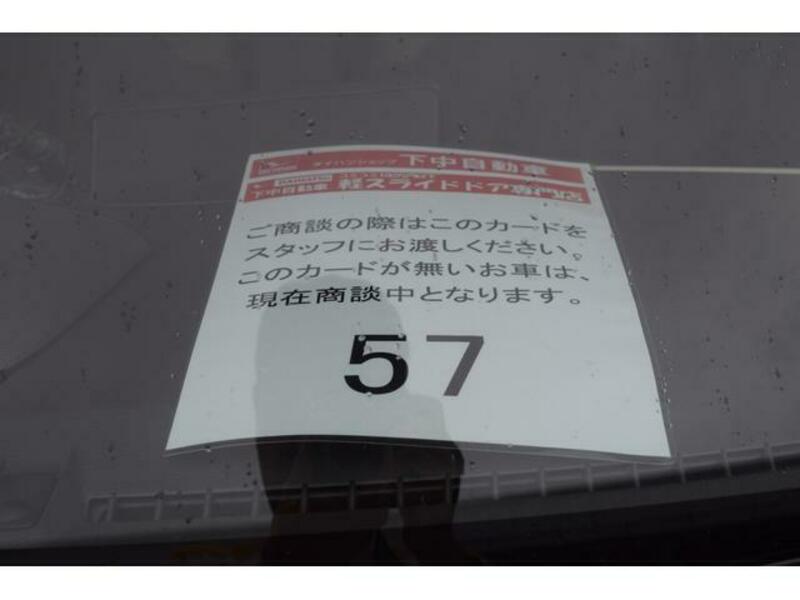 ダイハツショップ 下中自動車
下中自動車 軽スライドドア専門店
ご商談の際はこのカードを
スタッフにお渡しください。
このカードが無いお車は、
現在商談中となります。
57